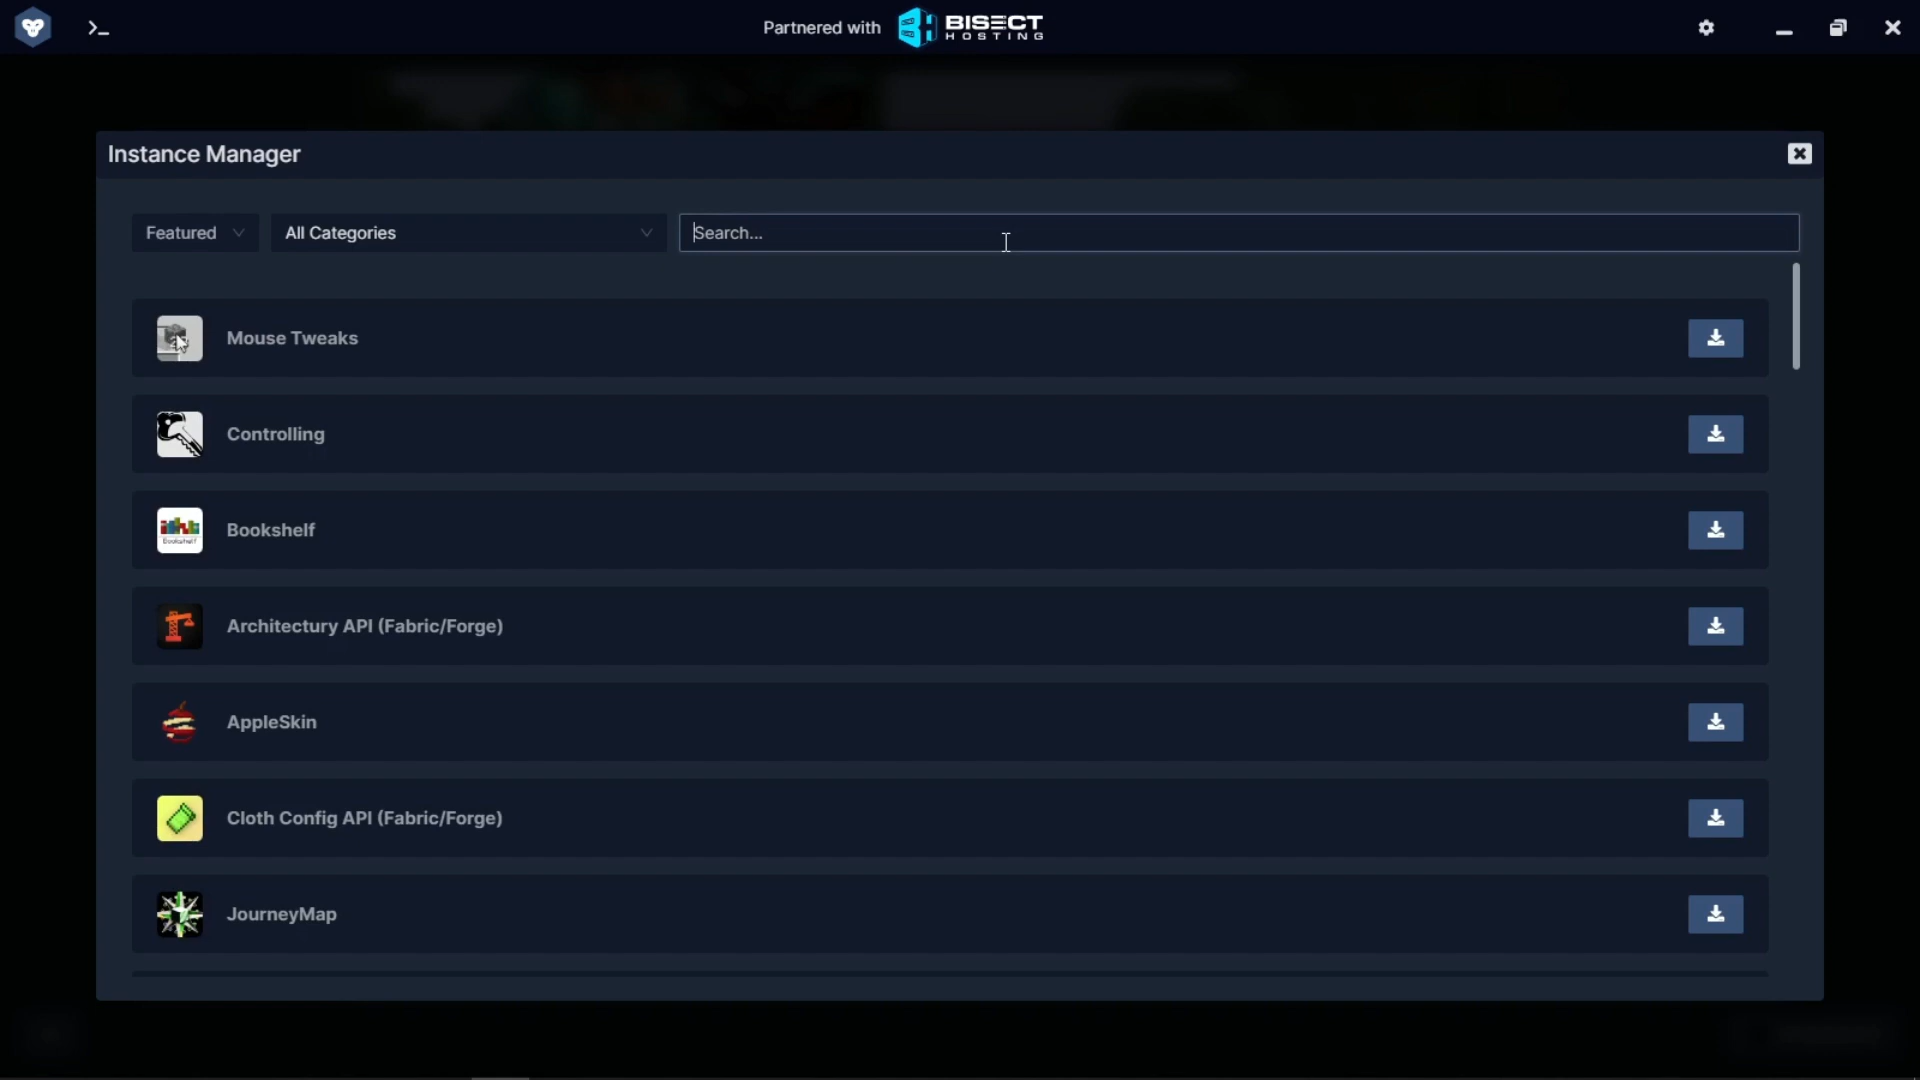 Partnered with BISECT
HOSTING
Instance Manager
Featured
All Categories
Search...
Mouse Tweaks
Controlling
Bookshelf
Bookshelf
Architectury API (Fabric/Forge)
AppleSkin
Cloth Config API (Fabric/Forge)
JourneyMap